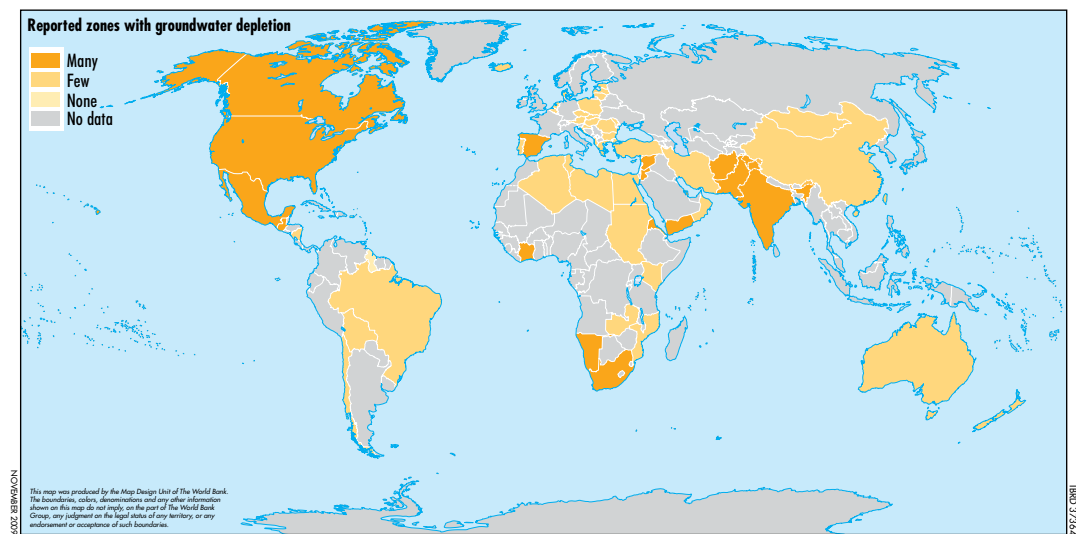 Reported zones with groundwater depletion
Many
Few
None
No data
This map was produced by the Map Design Unit of The World Bank.
The boundaries, colors, denominations and any other information
shown on this map do not imply, on the part of The World Bank
Group, any judgment on the legal status of any territory, or any
endorsement or acceptance of such boundaries.
NOVEMBER 2009
IBRD 37364